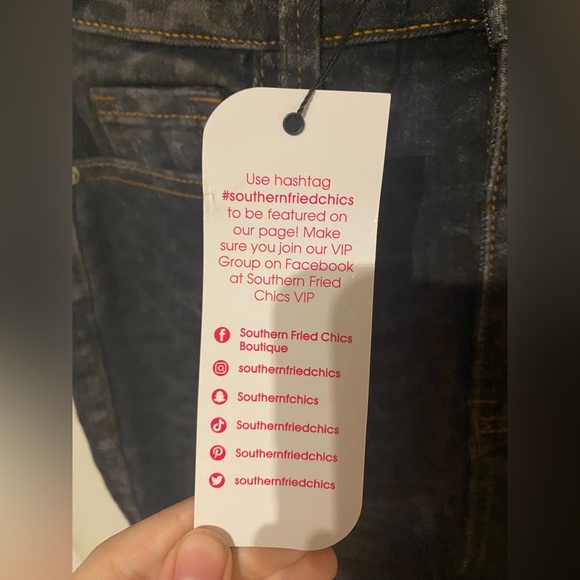 Use hashtag
#southernfriedchics
to be featured on
our page! Make
sure you join our VIP
Group on Facebook
at Southern Fried
Chics VIP
Southern Fried Chics
Boutique
southernfriedchics
Southernfchics
Southernfriedchics
Southernfriedchics
southernfriedchics